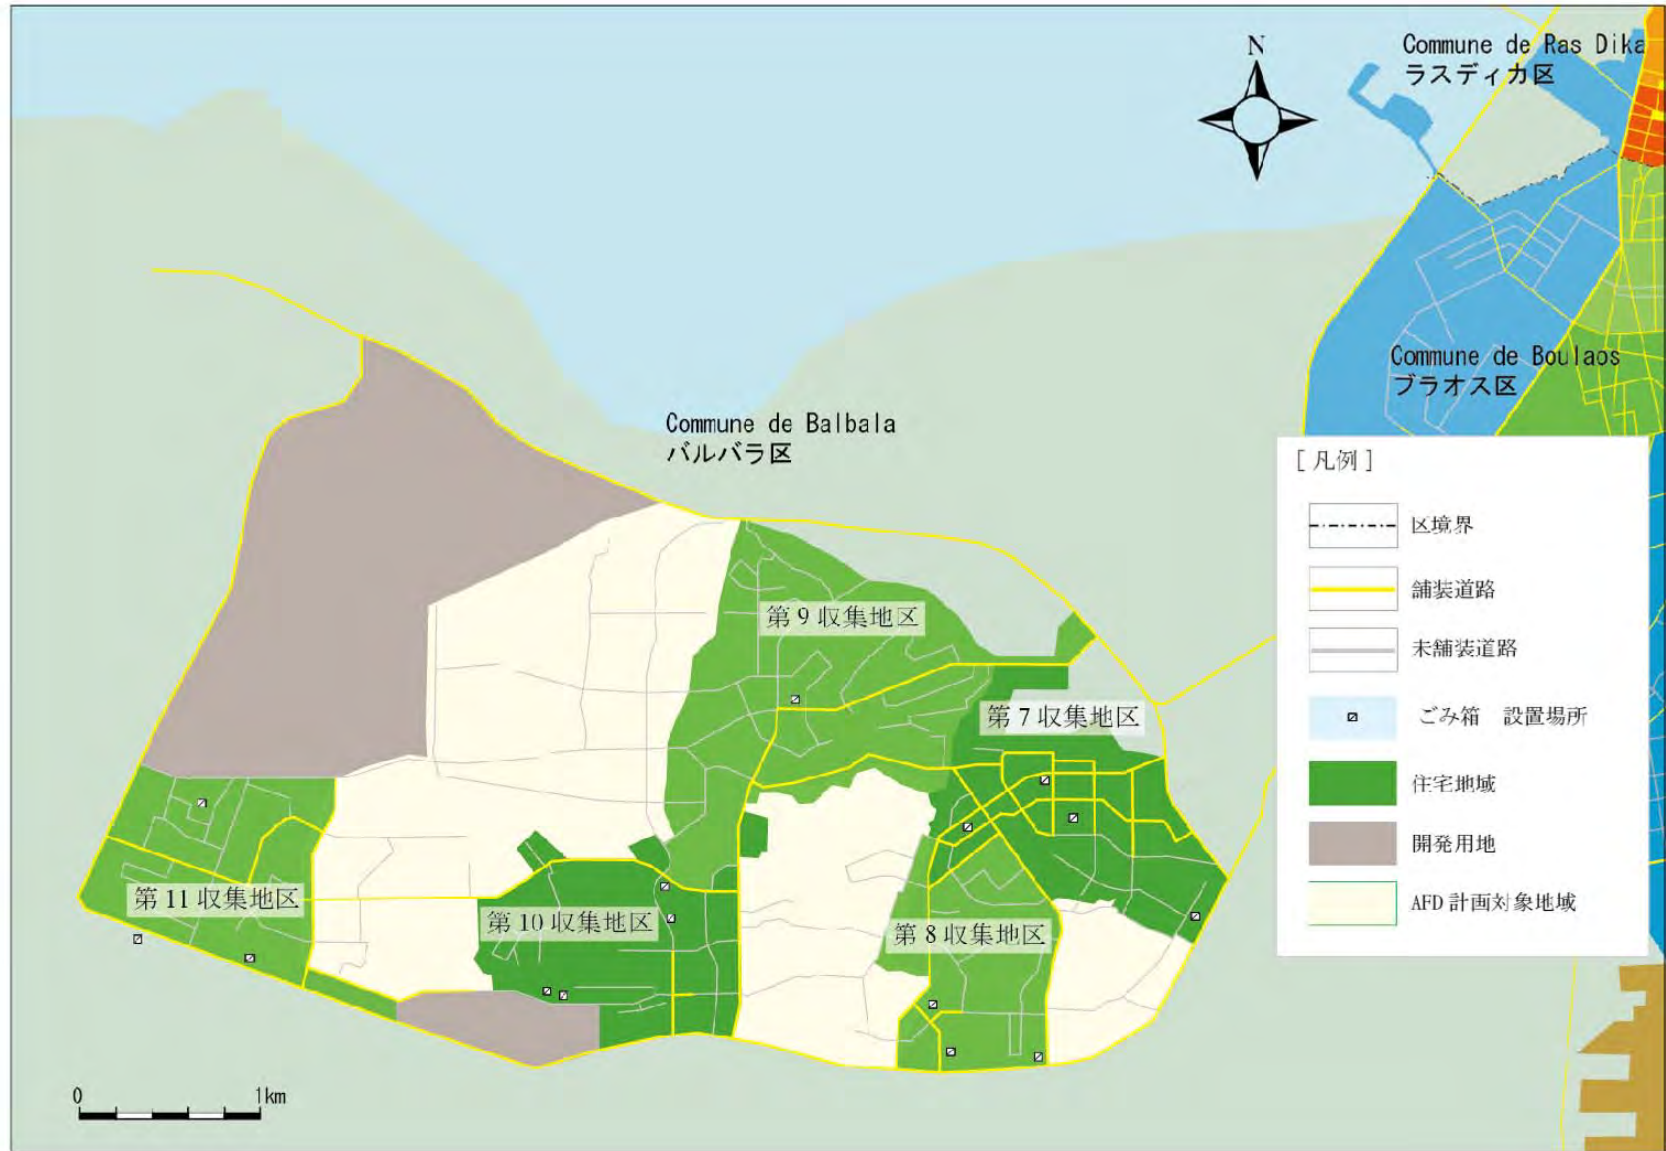 N
Commune de Ras Dika
ラスディカ区
Commune de Boulaos
ブラオス区
Commune de Balbala
バルバラ区
[ 凡例 ]
区境界
舗装道路
未舗装道路
ごみ箱 設置場所
住宅地域
開発用地
AFD 計画対象地域
第 9 収集地区
第 7 収集地区
第 11 収集地区
第 10 収集地区
第 8 収集地区
0 1km